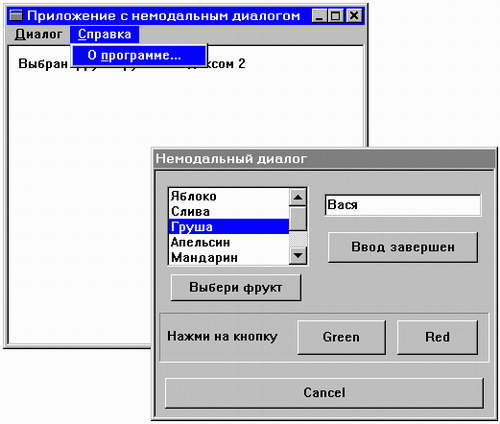 Приложение с немодальным диалогом
Диалог Справка
О программе...
Выбран ксом 2
Немодальный диалог
Яблоко
Слива
Груша
Апельсин
Мандарин
Вася
Ввод завершен
Выбери фрукт
Нажми на кнопку
Green
Red
Cancel